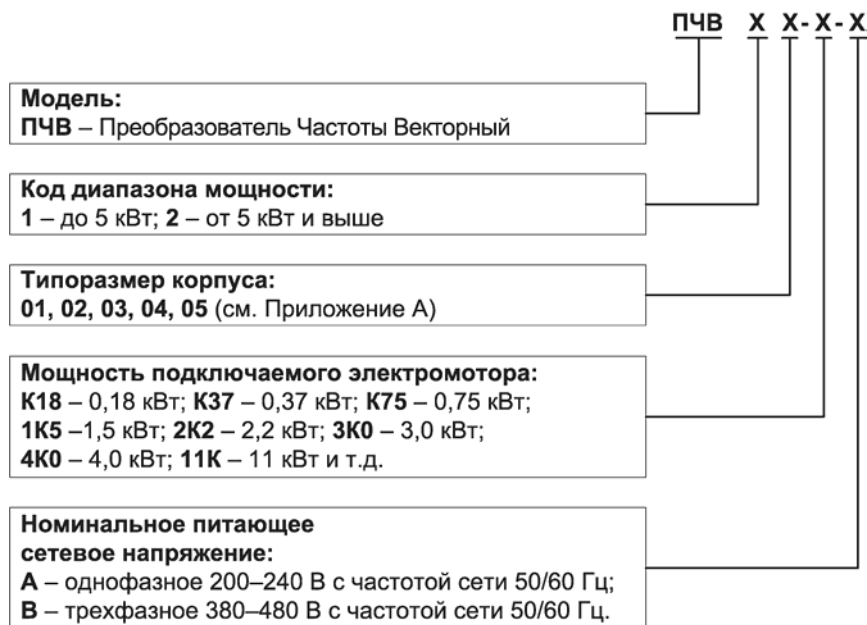 ПЧВ X X - X - X
Модель:
ПЧВ – Преобразователь Частоты Векторный
Код диапазона мощности:
1 – до 5 кВт; 2 – от 5 кВт и выше
Типоразмер корпуса:
01, 02, 03, 04, 05 (см. Приложение А)
Мощность подключаемого электромотора:
К18 – 0,18 кВт; К37 – 0,37 кВт; К75 – 0,75 кВт;
1К5 –1,5 кВт; 2К2 – 2,2 кВт; 3К0 – 3,0 кВт;
4К0 – 4,0 кВт; 11К – 11 кВт и т.д.
Номинальное питающее
сетевое напряжение:
А – однофазное 200–240 В с частотой сети 50/60 Гц;
В – трехфазное 380–480 В с частотой сети 50/60 Гц.